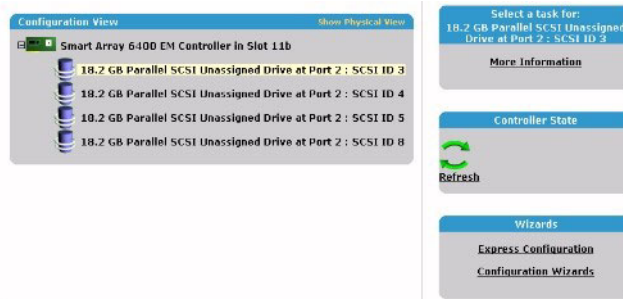 Configuration View
Show Physical View
Smart Array 6400 EM Controller in Slot 11b
18.2 GB Parallel SCSI Unassigned Drive at Port 2 : SCSI ID 3
18.2 GB Parallel SCSI Unassigned Drive at Port 2 : SCSI ID 4
18.2 GB Parallel SCSI Unassigned Drive at Port 2 : SCSI ID 5
18.2 GB Parallel SCSI Unassigned Drive at Port 2 : SCSI ID 8
Select a task for:
18.2 GB Parallel SCSI Unassigned
Drive at Port 2 : SCSI ID 3
More Information
Controller State
Refresh
Wizards
Express Configuration
Configuration Wizards